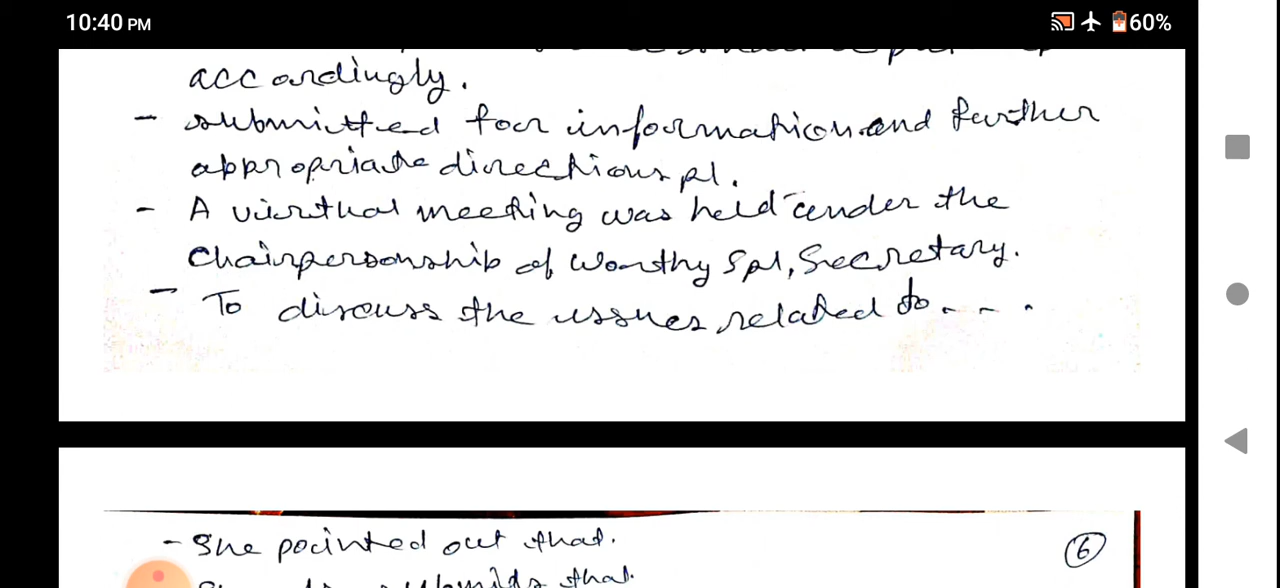 10:40 PM
60%
accordingly.
- submitted for information and further
appropriate directions pl.
- A virtual meeting was held under the
Chairpersonship of Worthy Spl, Secretary.
- To discuss the issues related to - - .
- She pointed out that.
6
that.